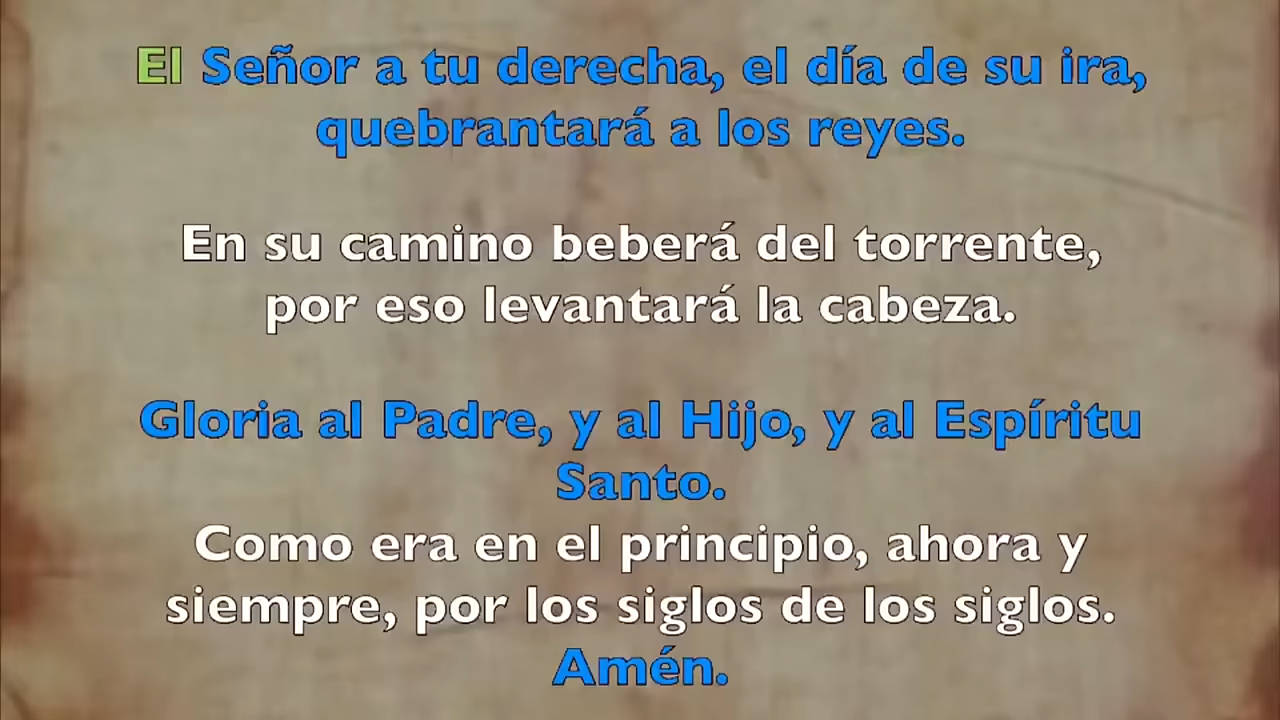 El Señor a tu derecha, el día de su ira,
quebrantará a los reyes.
En su camino beberá del torrente,
por eso levantará la cabeza.
Gloria al Padre, y al Hijo, y al Espíritu
Santo.
Como era en el principio, ahora y
siempre, por los siglos de los siglos.
Amén.